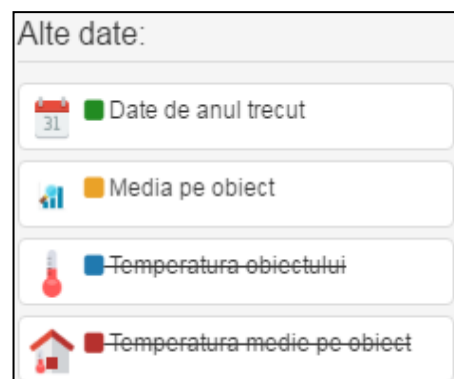 Alte date:
31
Date de anul trecut
Media pe obiect
Temperatura obiectului
Temperatura medie pe obiect